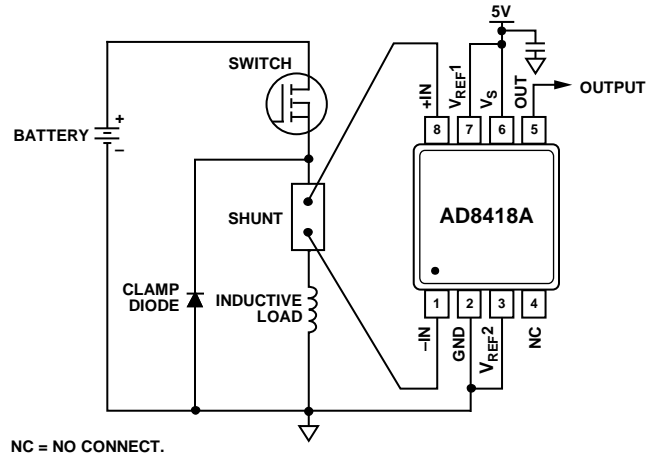 5V
SWITCH
+IN
VREF1
VS
OUT
OUTPUT
8
7
6
5
BATTERY
+
–
SHUNT
AD8418A
CLAMP
DIODE
INDUCTIVE
LOAD
1
2
3
4
–IN
GND
VREF2
NC
NC = NO CONNECT.